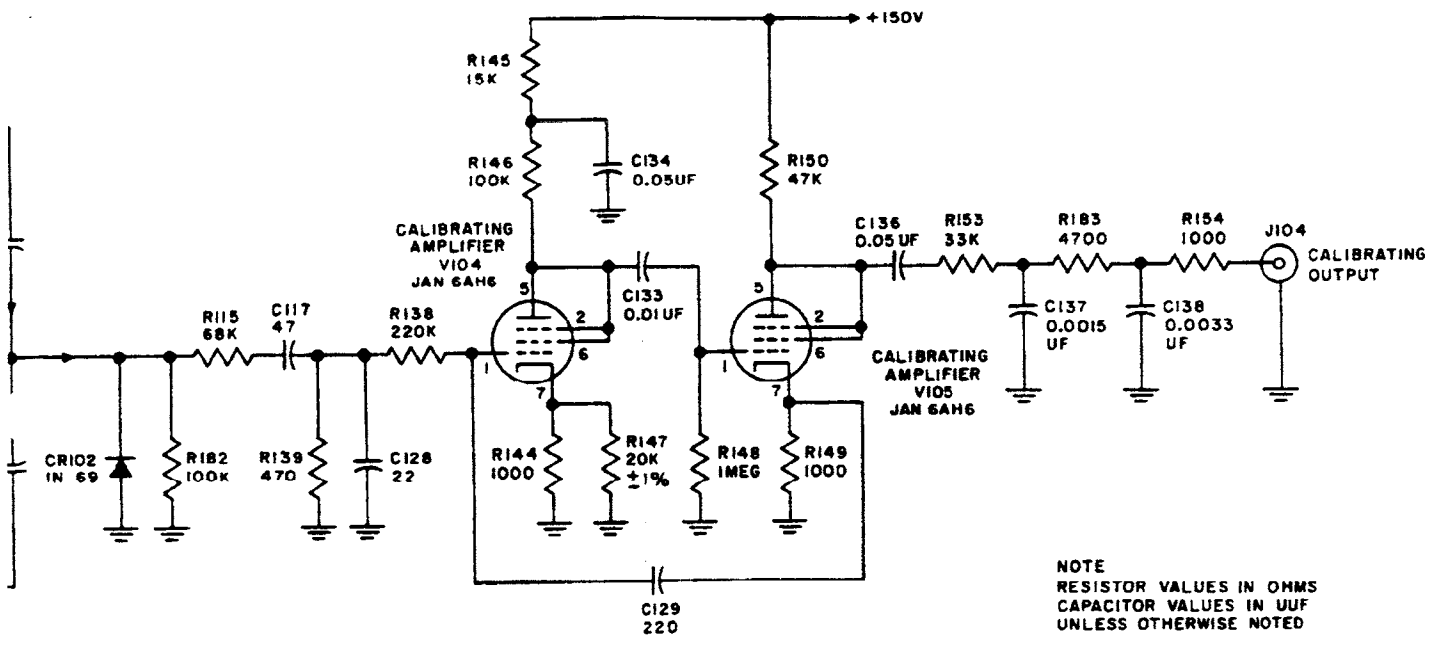 +150V
R145
15K
R146
100K
C134
0.05UF
R150
47K
CALIBRATING
AMPLIFIER
V104
JAN 6AH6
C136
0.05UF
R153
33K
R183
4700
R154
1000
J104
CALIBRATING
OUTPUT
5
2
6
1
7
C133
0.01UF
5
2
6
1
7
C137
0.0015
UF
C138
0.0033
UF
R115
68K
C117
47
R138
220K
CALIBRATING
AMPLIFIER
V105
JAN 6AH6
CR102
IN 69
R182
100K
R139
470
C128
22
R144
1000
R147
20K
±1%
R148
1MEG
R149
1000
C129
220
NOTE
RESISTOR VALUES IN OHMS
CAPACITOR VALUES IN UUF
UNLESS OTHERWISE NOTED